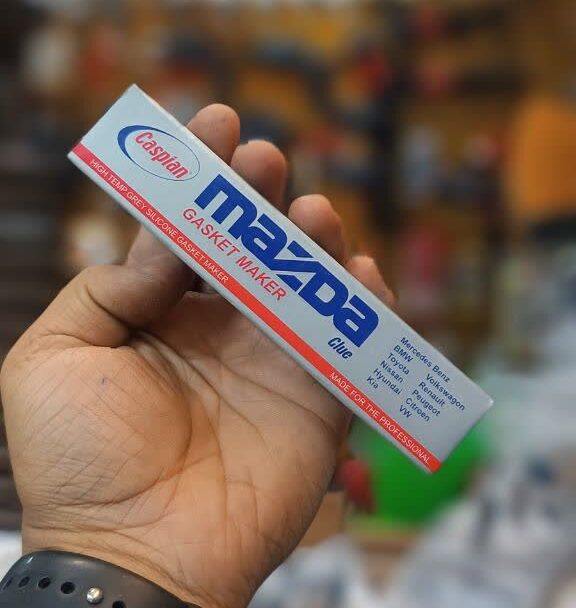 Caspian
HIGH TEMP GREY SILICONE GASKET MAKER
mazda
GASKET MAKER
Glue
Mercedes Benz
BMW Volkswagon
Toyota Renault
Nissan Peugeot
Hyundai Citroen
Kia VW
MADE FOR THE PROFESSIONAL